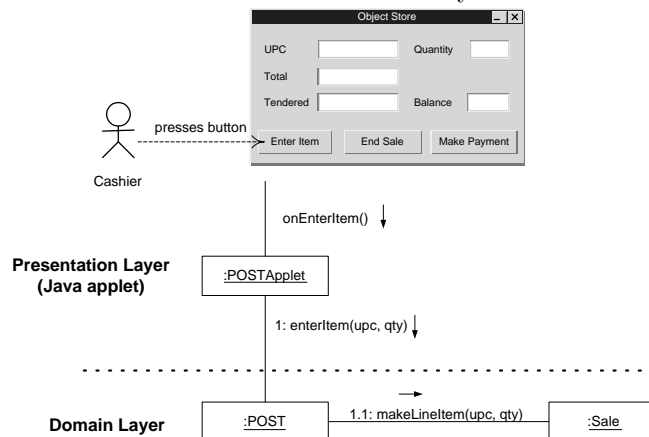 Object Store
UPC
Quantity
Total
Tendered
Balance
Enter Item
End Sale
Make Payment
presses button
Cashier
onEnterItem()
Presentation Layer
(Java applet)
:POSTApplet
1: enterItem(upc, qty)
Domain Layer
:POST
1.1: makeLineItem(upc, qty)
:Sale